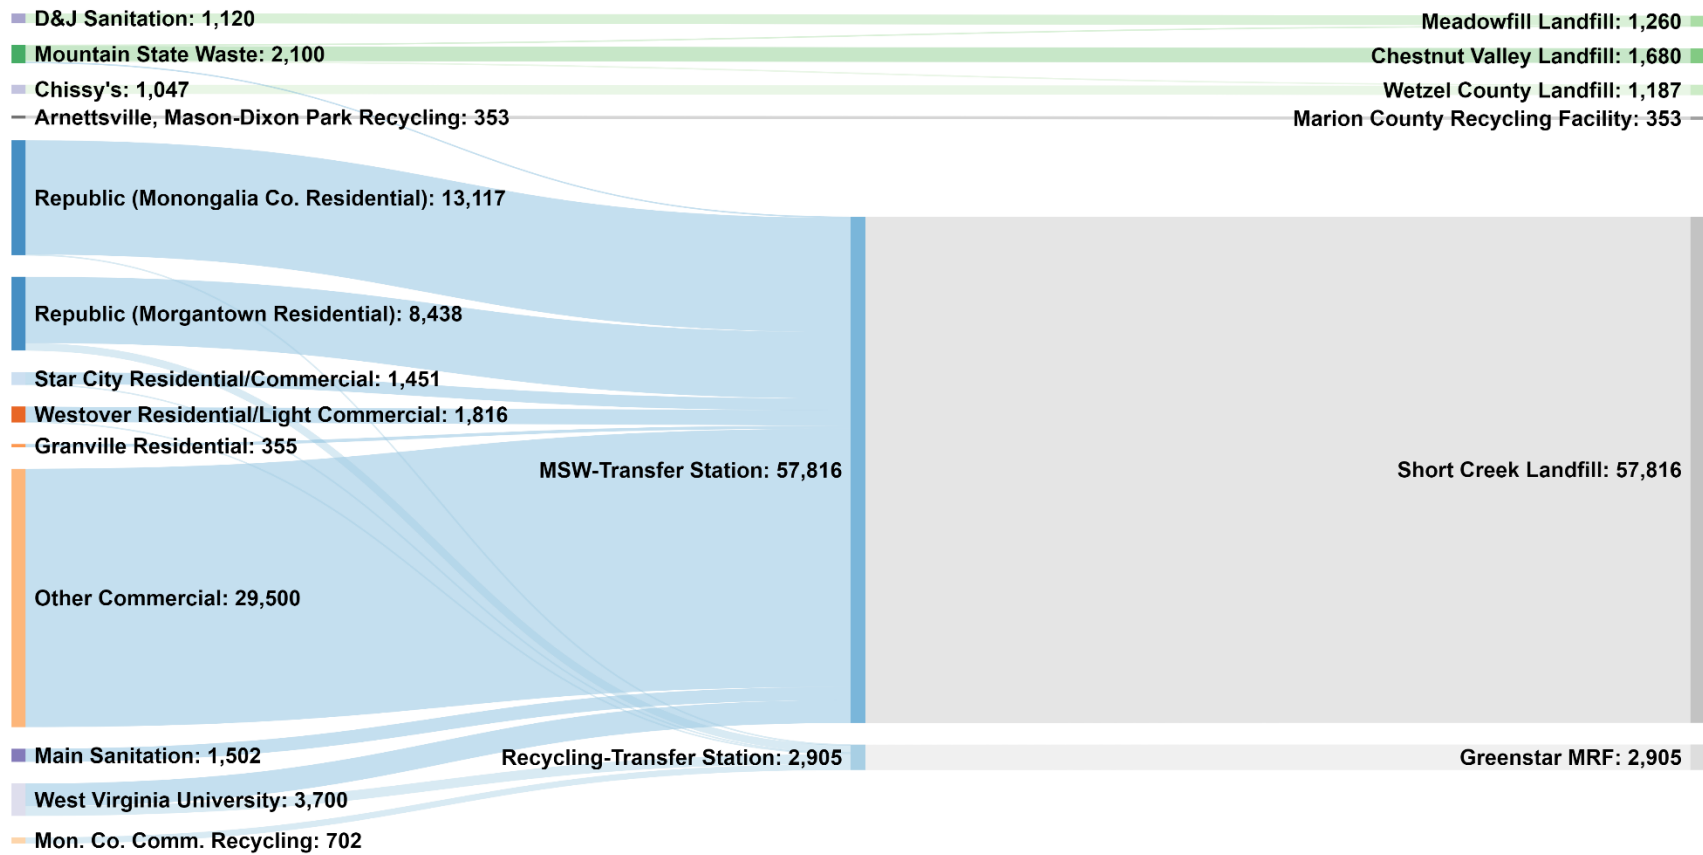 D&J Sanitation: 1,120
Meadowfill Landfill: 1,260
Mountain State Waste: 2,100
Chestnut Valley Landfill: 1,680
Chissy's: 1,047
Wetzel County Landfill: 1,187
Arnettsville, Mason-Dixon Park Recycling: 353
Marion County Recycling Facility: 353
Republic (Monongalia Co. Residential): 13,117
Republic (Morgantown Residential): 8,438
Star City Residential/Commercial: 1,451
Westover Residential/Light Commercial: 1,816
Granville Residential: 355
MSW-Transfer Station: 57,816
Short Creek Landfill: 57,816
Other Commercial: 29,500
Main Sanitation: 1,502
Recycling-Transfer Station: 2,905
Greenstar MRF: 2,905
West Virginia University: 3,700
Mon. Co. Comm. Recycling: 702